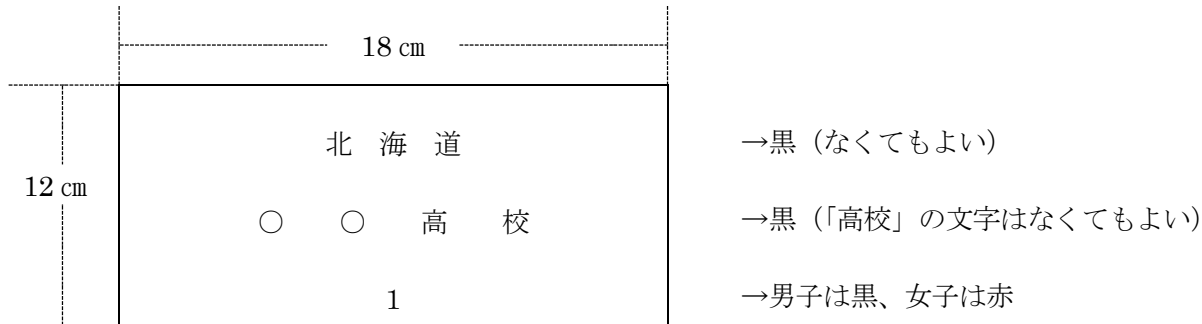 18 ㎝
12 ㎝
北 海 道
→黒（なくてもよい）
○ ○ 高 校
→黒（「高校」の文字はなくてもよい）
1
→男子は黒、女子は赤